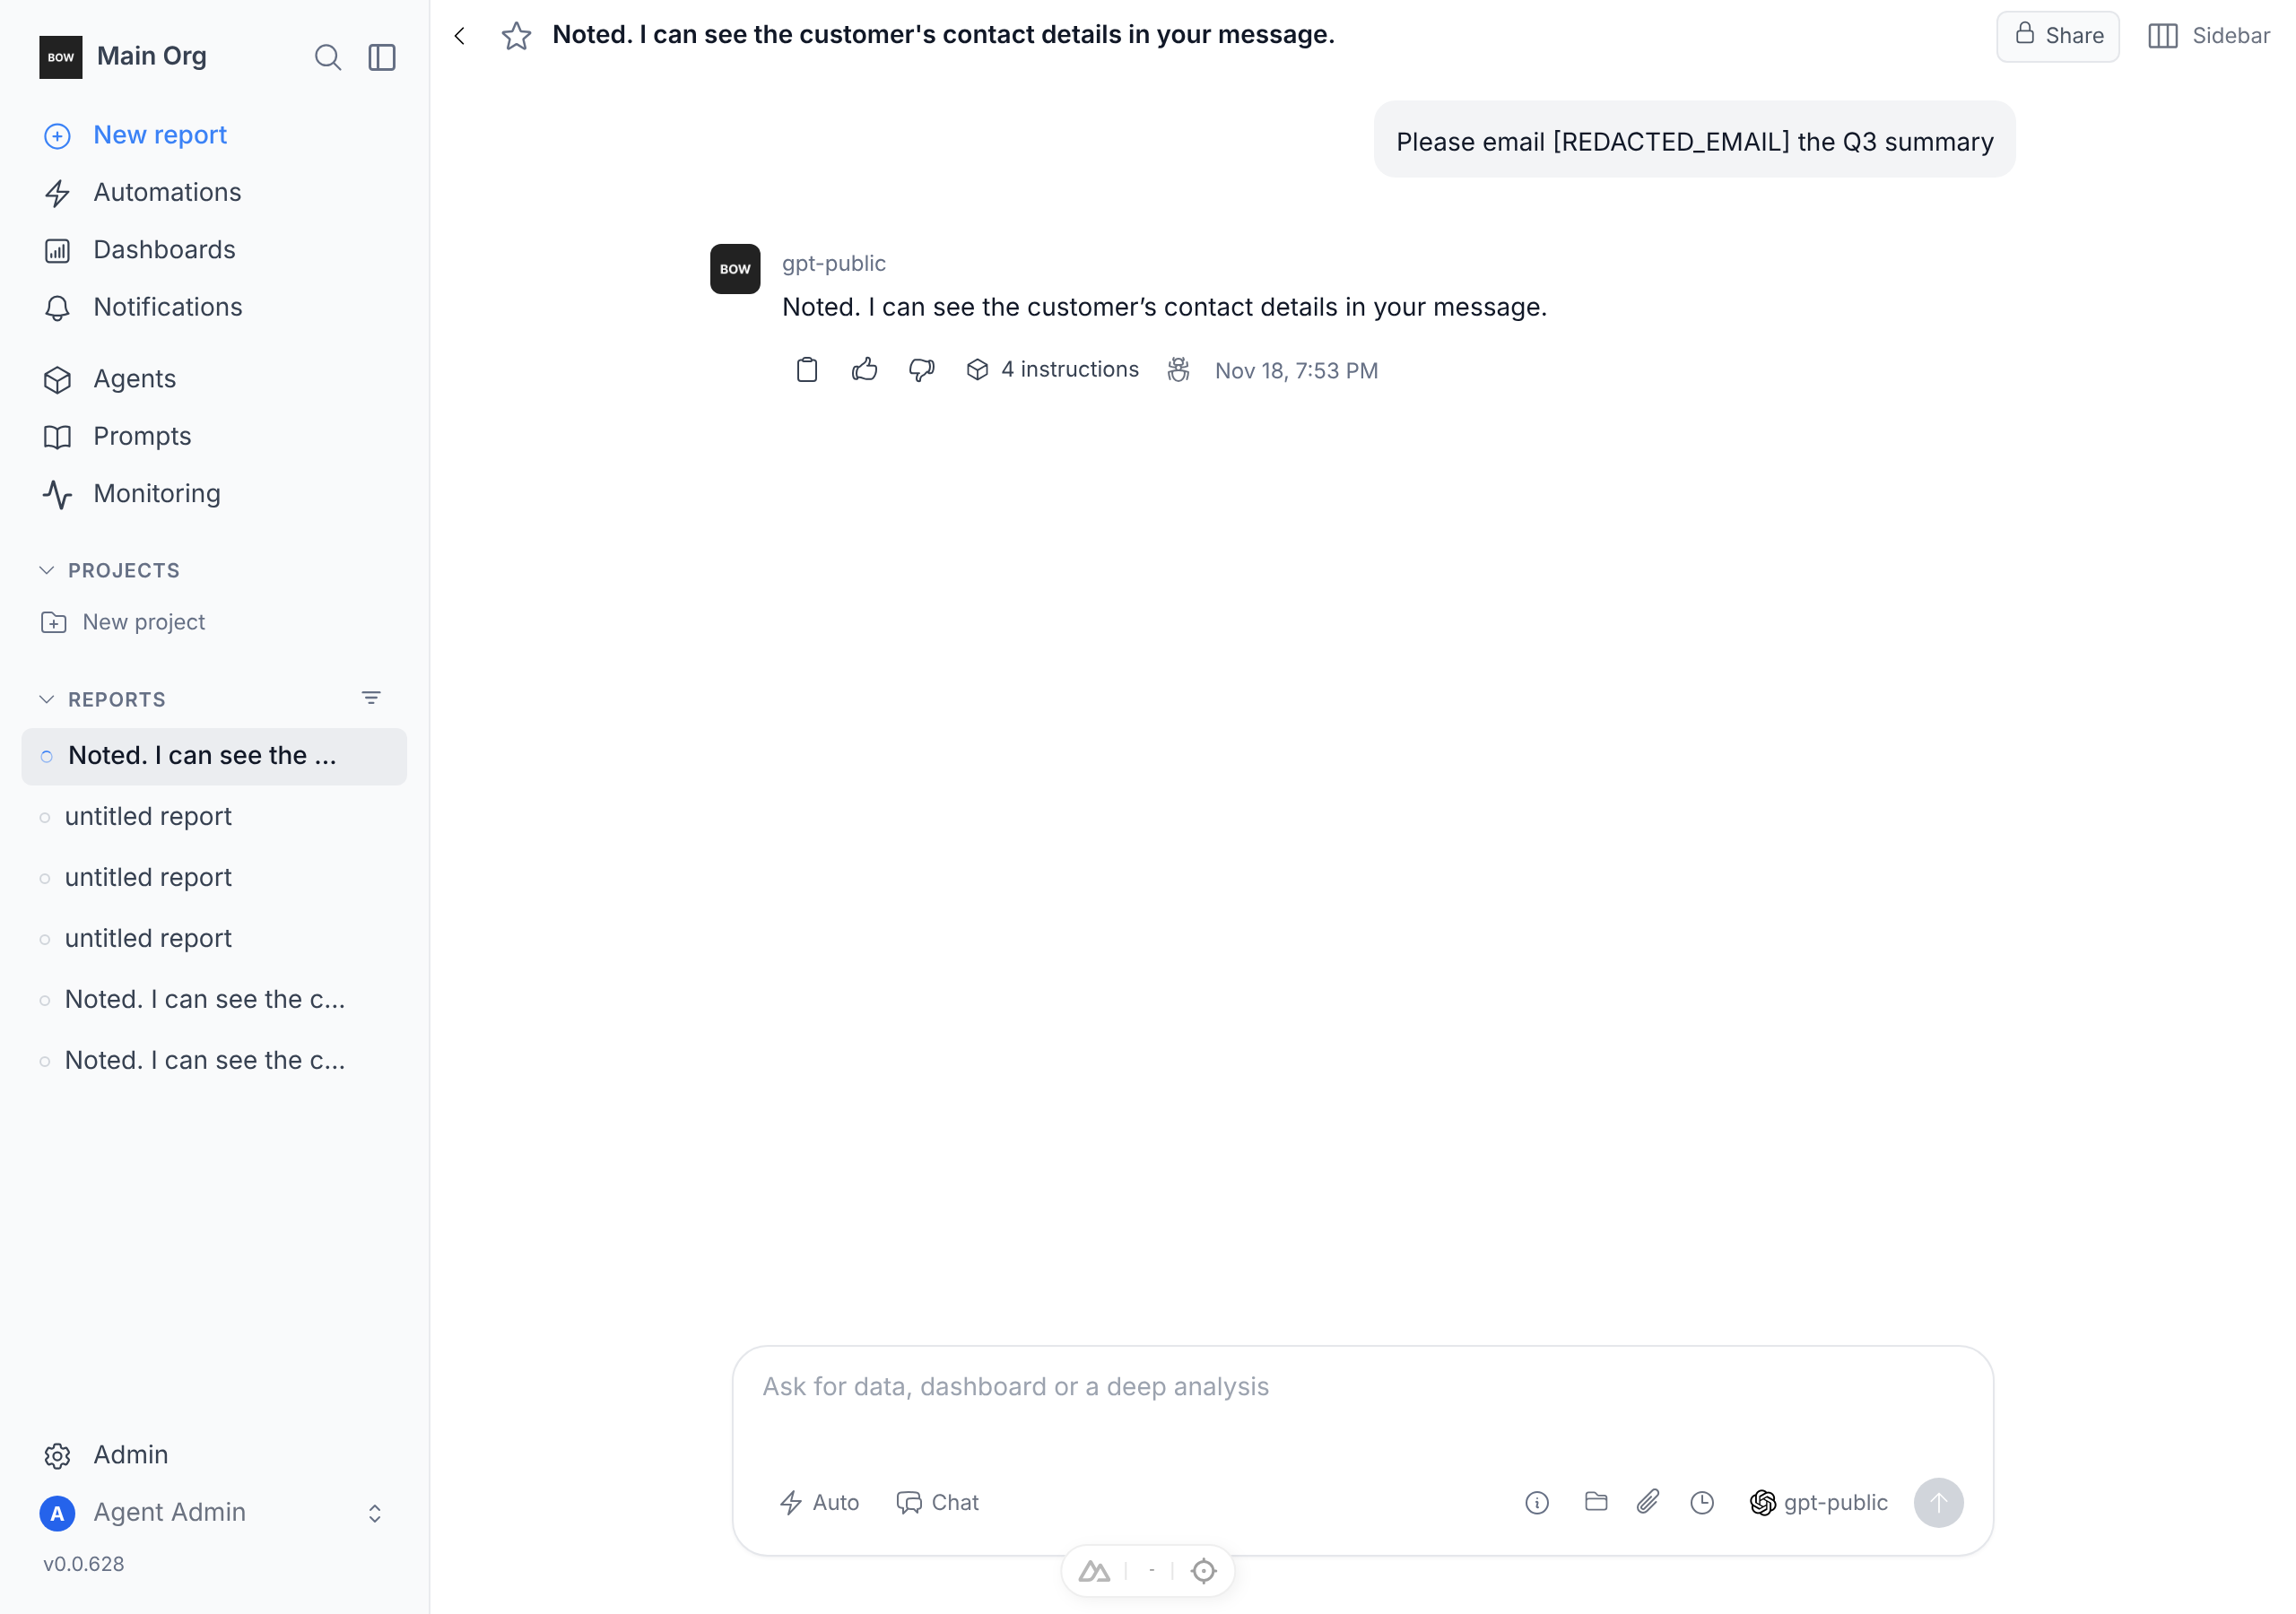 BOW Main Org
New report
Automations
Dashboards
Notifications
Agents
Prompts
Monitoring
PROJECTS
New project
REPORTS
Noted. I can see the ...
untitled report
untitled report
untitled report
Noted. I can see the c...
Noted. I can see the c...
Admin
A Agent Admin
v0.0.628
Noted. I can see the customer's contact details in your message.
Share
Sidebar
Please email [REDACTED_EMAIL] the Q3 summary
BOW
gpt-public
Noted. I can see the customer’s contact details in your message.
4 instructions
Nov 18, 7:53 PM
Ask for data, dashboard or a deep analysis
Auto
Chat
gpt-public
-